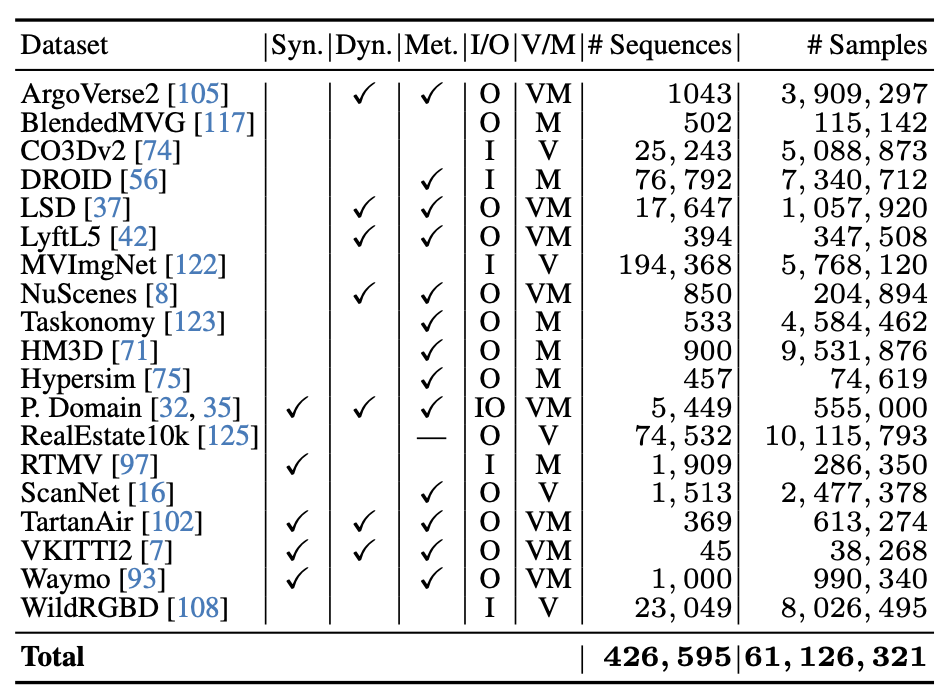 Dataset |Syn.|Dyn.|Met.|I/O|V/M|# Sequences| # Samples
ArgoVerse2 [105] | | ✓ | ✓ | O | VM | 1043| 3, 909, 297
BlendedMVG [117]| | | | O | M | 502| 115, 142
CO3Dv2 [74] | | | | I | V | 25, 243| 5, 088, 873
DROID [56] | | | ✓ | I | M | 76, 792| 7, 340, 712
LSD [37] | | ✓ | ✓ | O | VM | 17, 647| 1, 057, 920
LyftL5 [42] | | ✓ | ✓ | O | VM | 394| 347, 508
MVImgNet [122] | | | | I | V | 194, 368| 5, 768, 120
NuScenes [8] | | ✓ | ✓ | O | VM | 850| 204, 894
Taskonomy [123] | | | ✓ | O | M | 533| 4, 584, 462
HM3D [71] | | | ✓ | O | M | 900| 9, 531, 876
Hypersim [75] | | | ✓ | O | M | 457| 74, 619
P. Domain [32, 35] | ✓ | ✓ | ✓ | IO | VM | 5, 449| 555, 000
RealEstate10k [125]| | | — | O | V | 74, 532| 10, 115, 793
RTMV [97] | ✓ | | | I | M | 1, 909| 286, 350
ScanNet [16] | | | ✓ | O | V | 1, 513| 2, 477, 378
TartanAir [102] | ✓ | ✓ | ✓ | O | VM | 369| 613, 274
VKITTI2 [7] | ✓ | ✓ | ✓ | O | VM | 45| 38, 268
Waymo [93] | ✓ | | ✓ | O | VM | 1, 000| 990, 340
WildRGBD [108] | | | | I | V | 23, 049| 8, 026, 495
Total | 426, 595|61, 126, 321